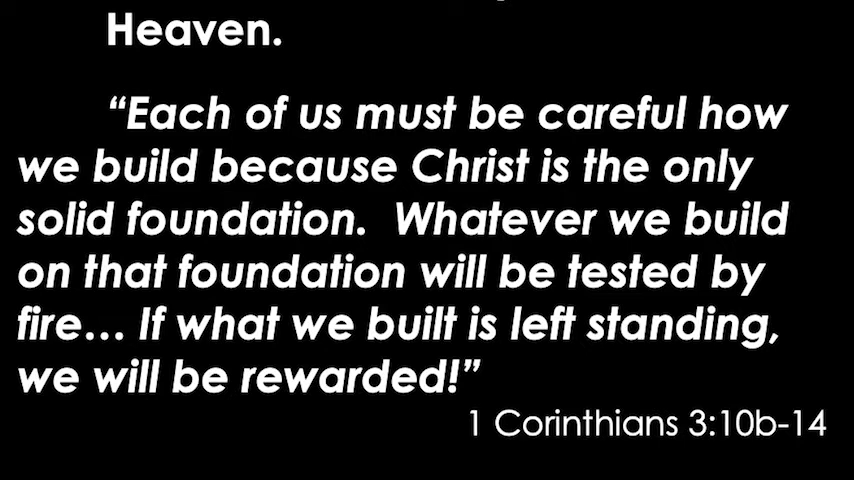 Heaven.
“Each of us must be careful how
we build because Christ is the only
solid foundation.  Whatever we build
on that foundation will be tested by
fire… If what we built is left standing,
we will be rewarded!”
1 Corinthians 3:10b-14